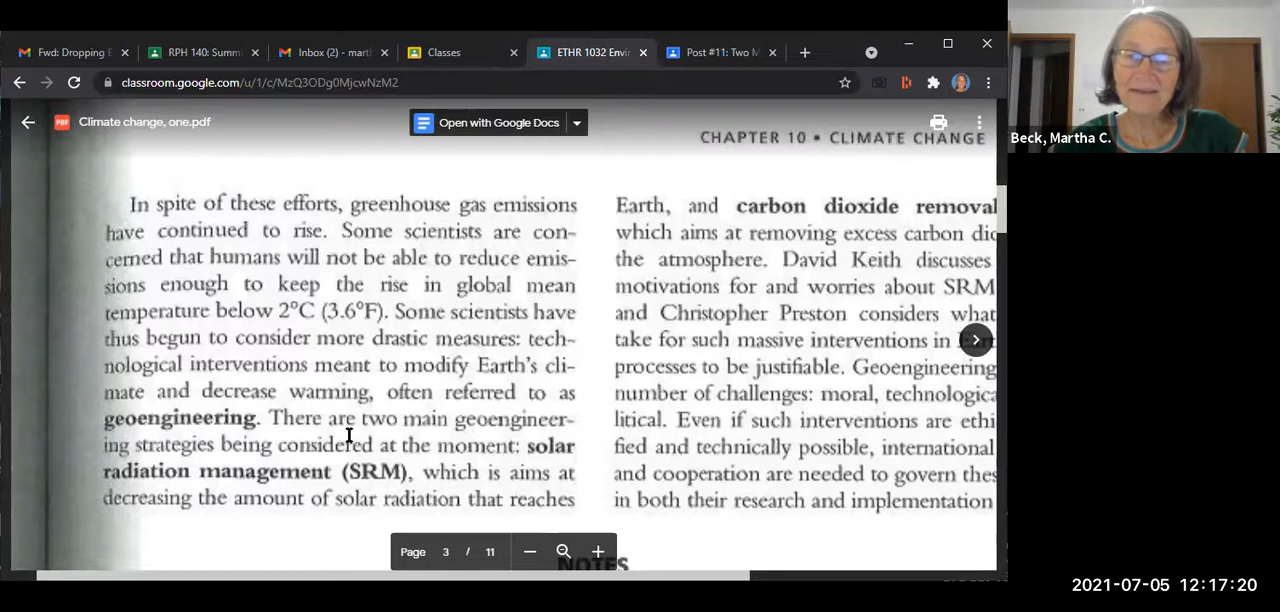 Fwd: Dropping E
RPH 140: Summ
Inbox (2) - mart
Classes
ETHR 1032 Envi
Post #11: Two M
classroom.google.com/u/1/c/MzQ3ODg0MjcwNzM2
PDF
Climate change, one.pdf
Open with Google Docs
Beck, Martha C.
CHAPTER 10 • CLIMATE CHANGE
In spite of these efforts, greenhouse gas emissions
have continued to rise. Some scientists are con-
cerned that humans will not be able to reduce emis-
sions enough to keep the rise in global mean
temperature below 2°C (3.6°F). Some scientists have
thus begun to consider more drastic measures: tech-
nological interventions meant to modify Earth's cli-
mate and decrease warming, often referred to as
geoengineering. There are two main geoengineer-
ing strategies being considered at the moment: solar
radiation management (SRM), which is aims at
decreasing the amount of solar radiation that reaches
Earth, and carbon dioxide removal
which aims at removing excess carbon dio
the atmosphere. David Keith discusses
motivations for and worries about SRM
and Christopher Preston considers what
take for such massive interventions in Eart
processes to be justifiable. Geoengineering
number of challenges: moral, technologica
litical. Even if such interventions are ethi
fied and technically possible, international
and cooperation are needed to govern thes
in both their research and implementation
Page 3 / 11
NOTES
2021-07-05 12:17:20